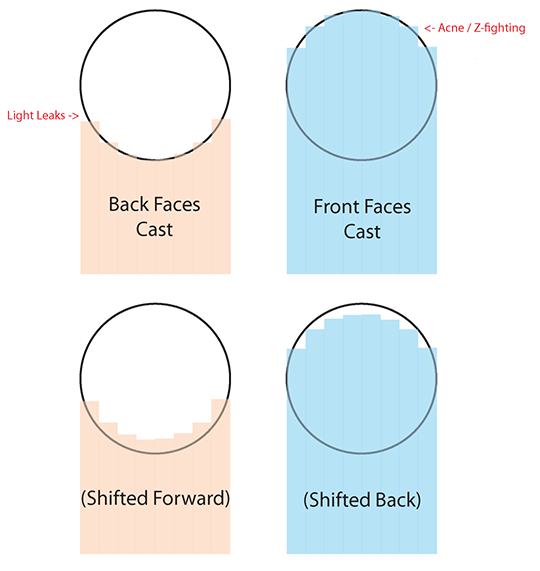 <- Acne / Z-fighting
Light Leaks ->
Back Faces
Cast
Front Faces
Cast
(Shifted Forward)
(Shifted Back)